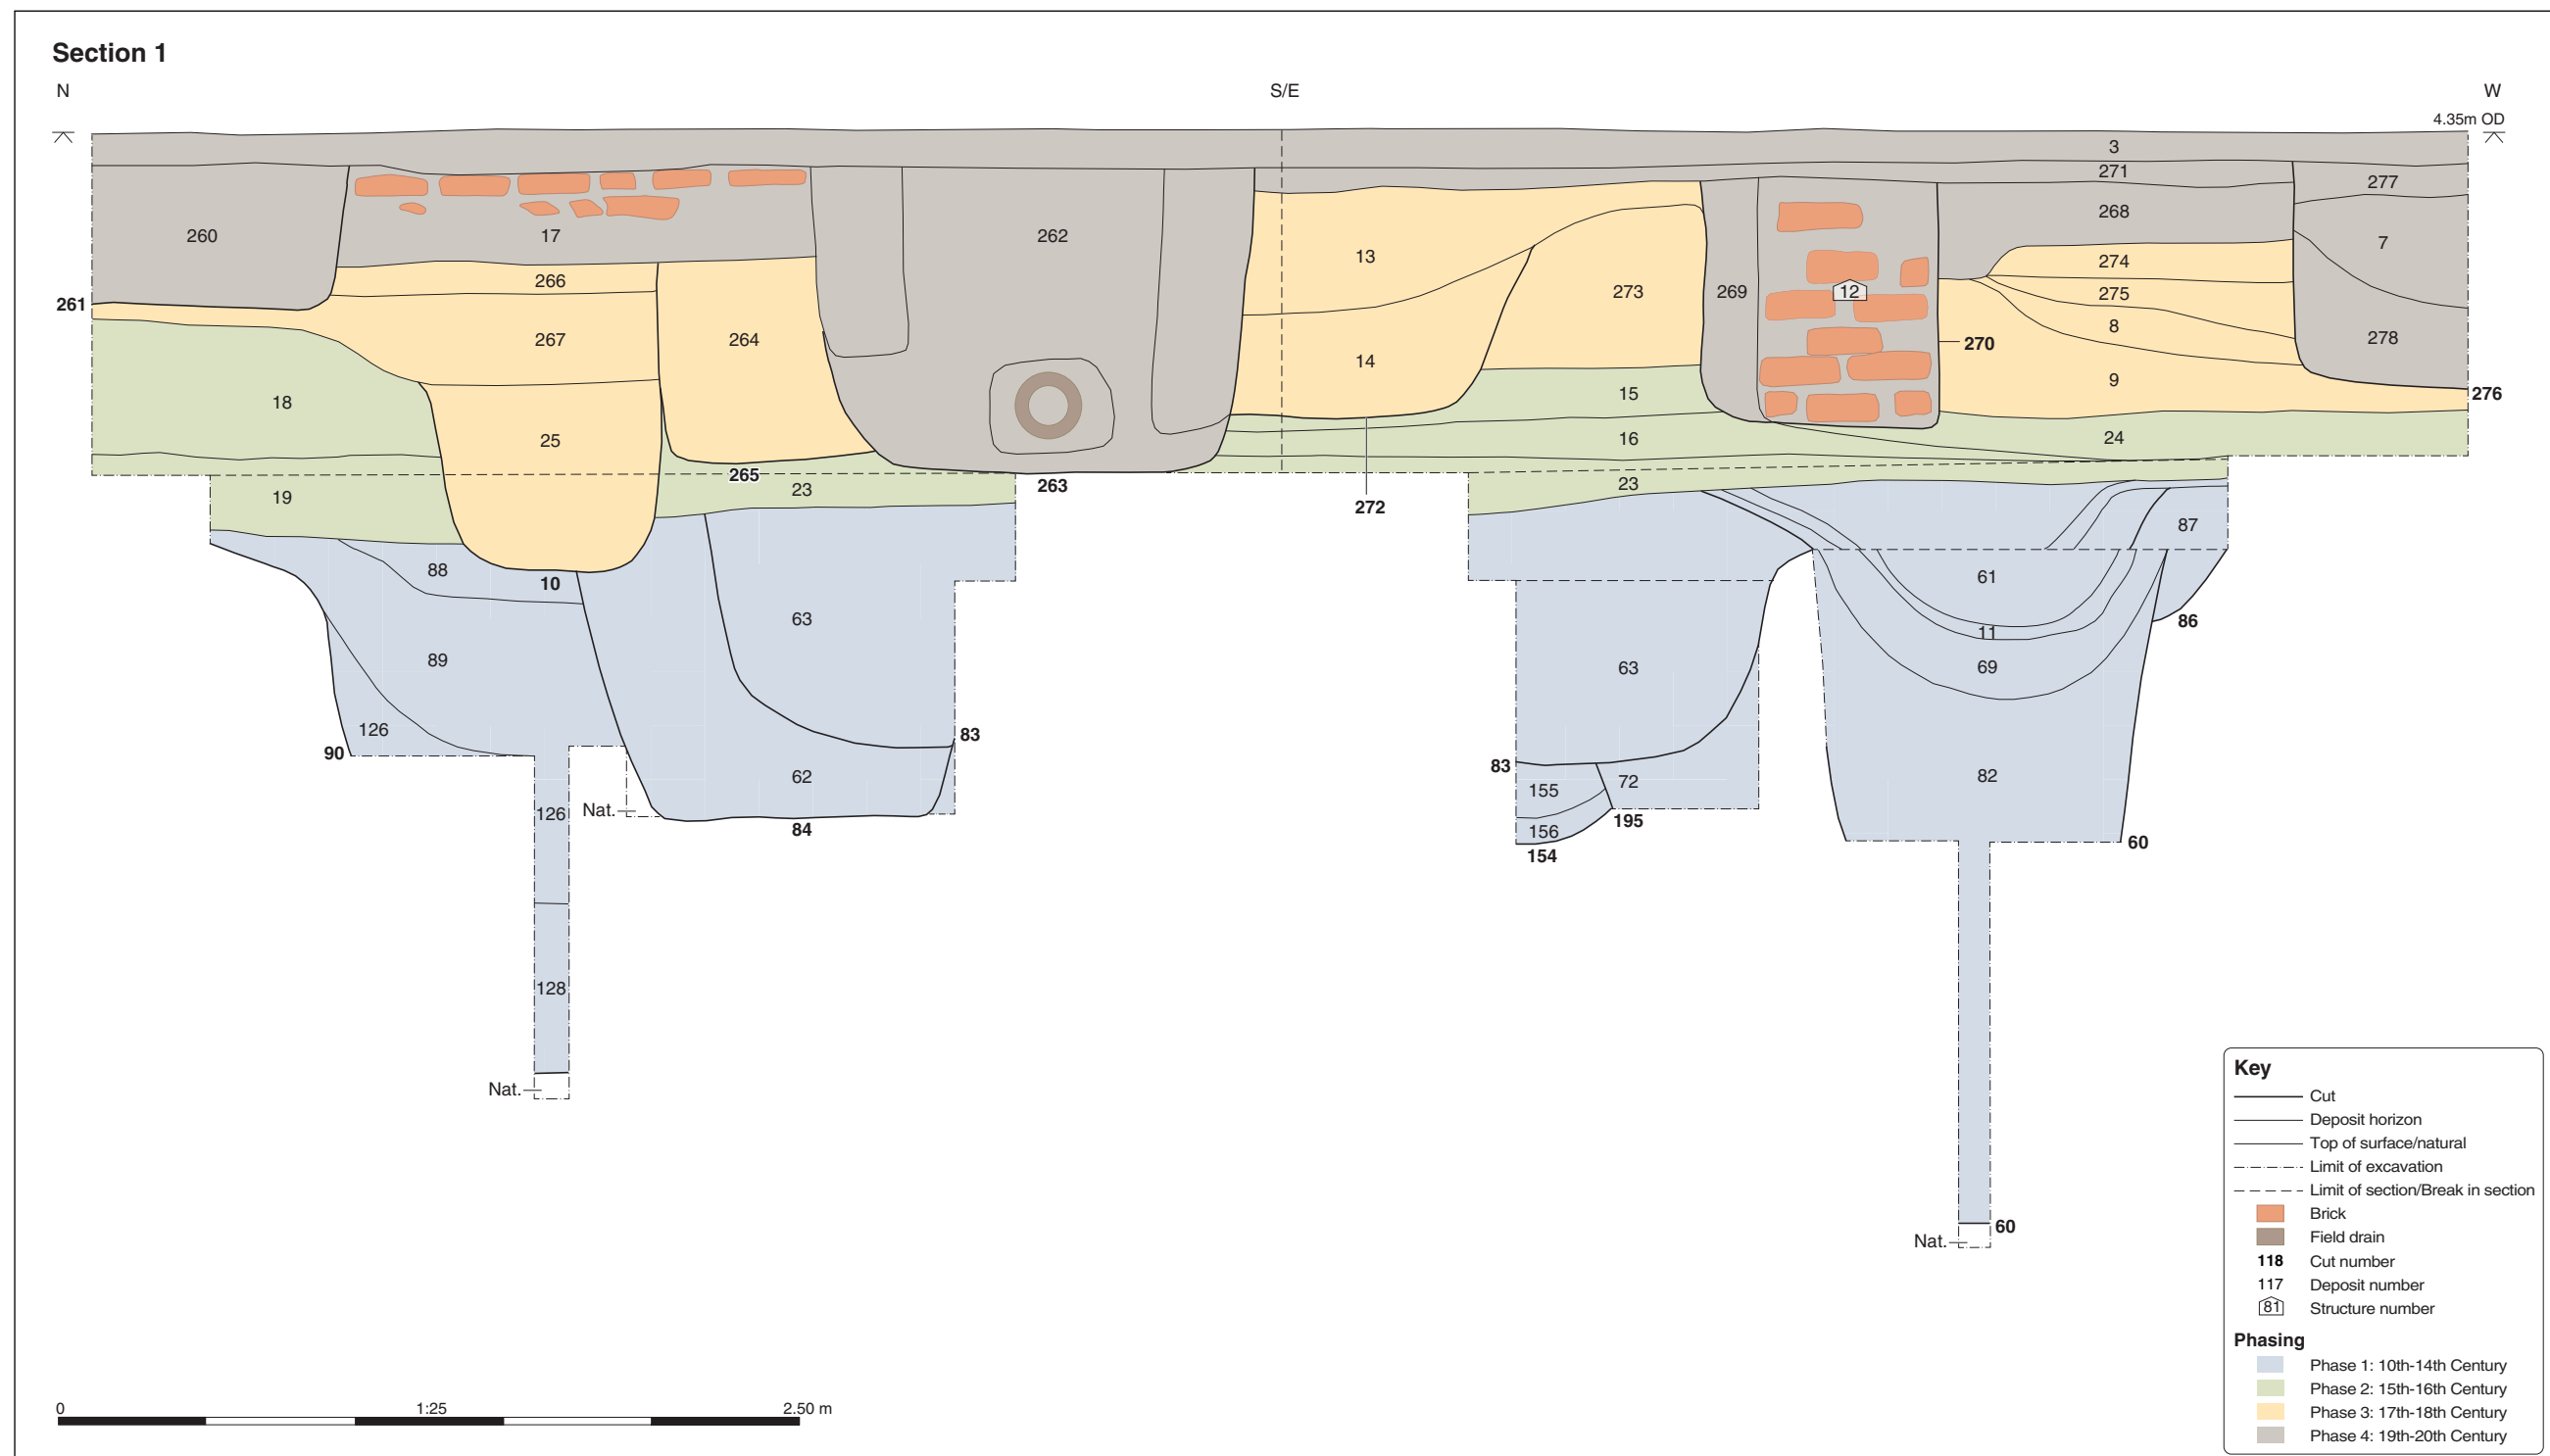 Section 1
N S/E W
4.35m OD
3
271
277
260 17 262 268
7
13 274
266 273 269 12 275
261
8
267 264 14 270 278
9
18 15 276
25 16 24
265
19 23 263 23
272 87
88 61
10
63 86
11
89 63 69
126 83
90 83
62 72 82
155
126 Nat. 195
84 156 60
154
128
Nat.
60
Nat.
Key
Cut
Deposit horizon
Top of surface/natural
Limit of excavation
Limit of section/Break in section
Brick
Field drain
118 Cut number
117 Deposit number
81 Structure number
Phasing
Phase 1: 10th-14th Century
Phase 2: 15th-16th Century
Phase 3: 17th-18th Century
Phase 4: 19th-20th Century
0 1:25 2.50 m